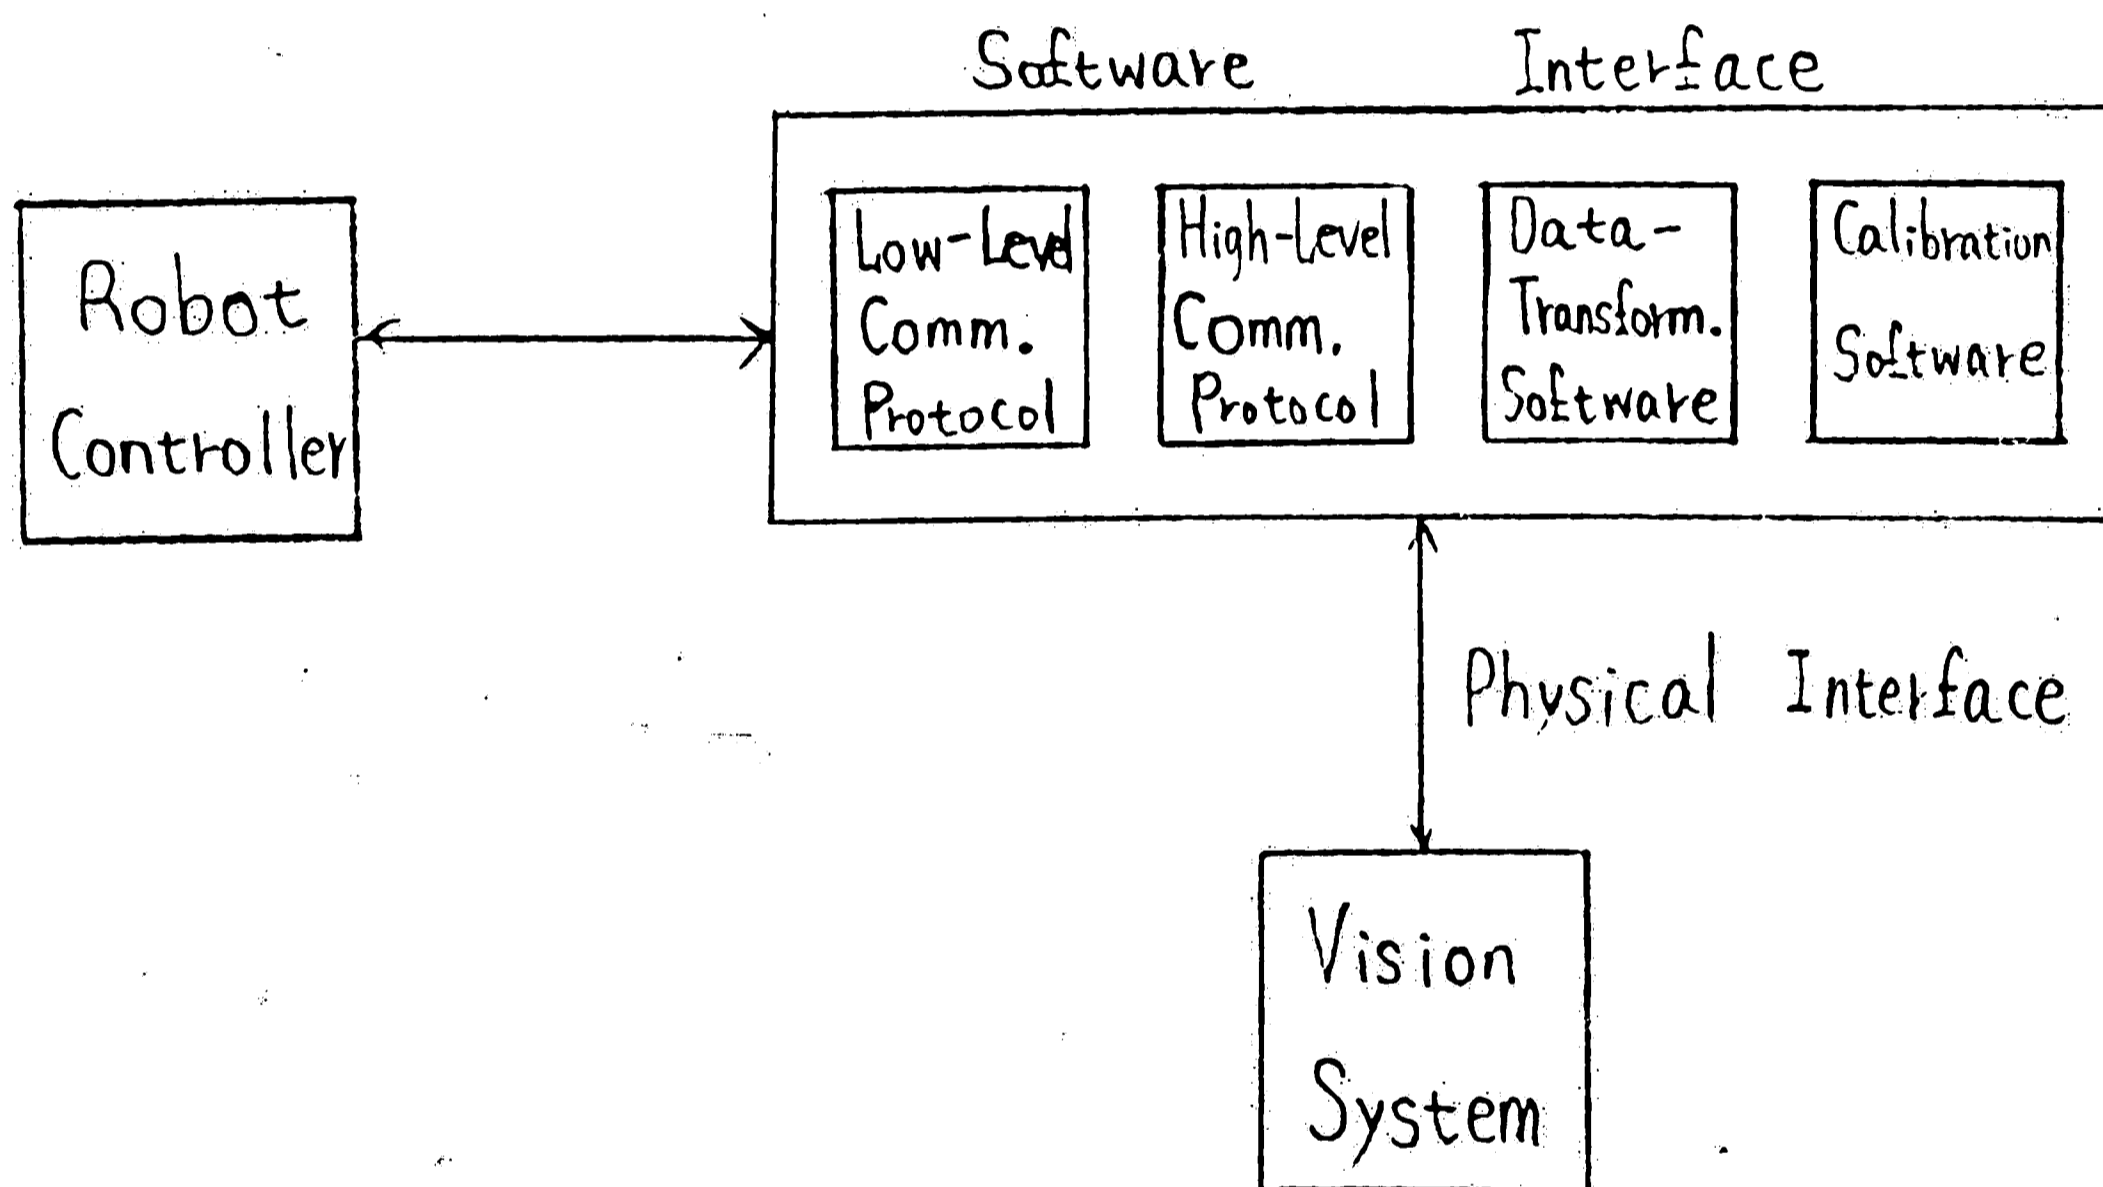 Software Interface
Robot
Controller
Low-Level
Comm.
Protocol
High-Level
Comm.
Protocol
Data-
Transform.
Software
Calibration
Software
Physical Interface
Vision
System